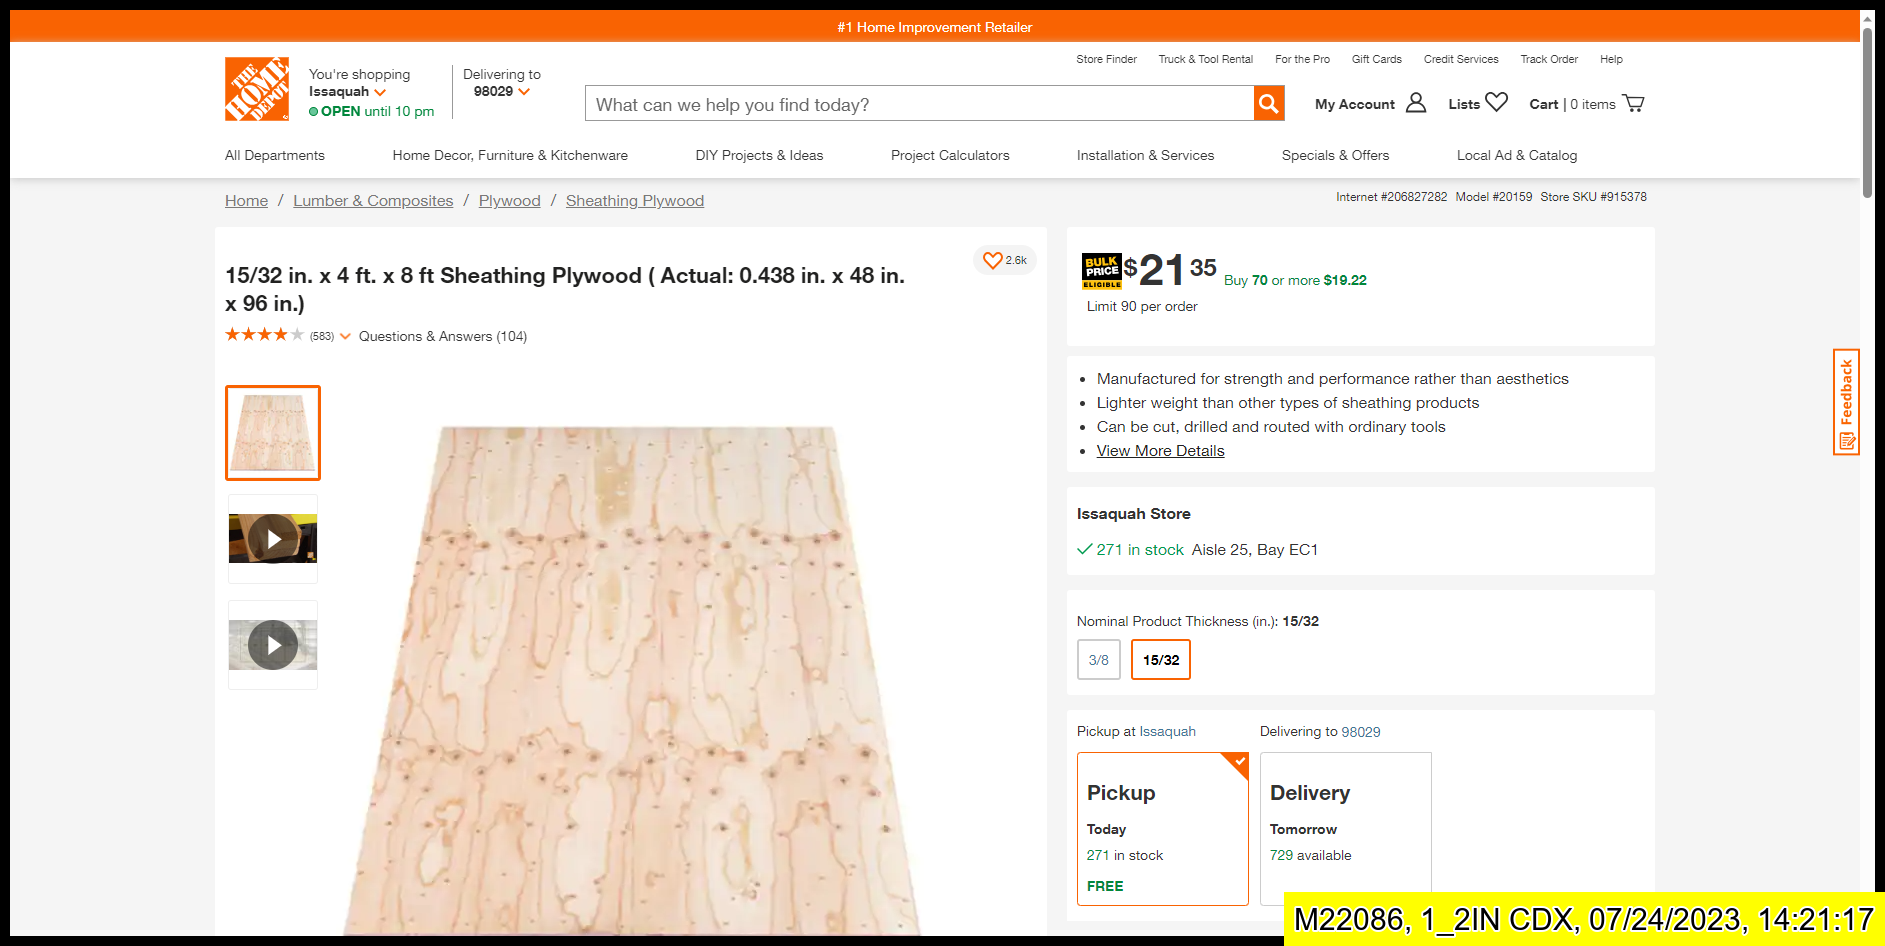 #1 Home Improvement Retailer
Store Finder
Truck & Tool Rental
For the Pro
Gift Cards
Credit Services
Track Order
Help
THE HOME DEPOT
You're shopping
Issaquah
OPEN until 10 pm
Delivering to
98029
What can we help you find today?
My Account
Lists
Cart | 0 items
All Departments
Home Decor, Furniture & Kitchenware
DIY Projects & Ideas
Project Calculators
Installation & Services
Specials & Offers
Local Ad & Catalog
Home / Lumber & Composites / Plywood / Sheathing Plywood
Internet #206827282 Model #20159 Store SKU #915378
2.6k
15/32 in. x 4 ft. x 8 ft Sheathing Plywood ( Actual: 0.438 in. x 48 in.
x 96 in.)
(583)
Questions & Answers (104)
BULK
PRICE
ELIGIBLE
$21 35
Buy 70 or more $19.22
Limit 90 per order
Manufactured for strength and performance rather than aesthetics
Lighter weight than other types of sheathing products
Can be cut, drilled and routed with ordinary tools
View More Details
Feedback
Issaquah Store
271 in stock Aisle 25, Bay EC1
Nominal Product Thickness (in.): 15/32
3/8
15/32
Pickup at Issaquah
Delivering to 98029
Pickup
Today
271 in stock
FREE
Delivery
Tomorrow
729 available
M22086, 1_2IN CDX, 07/24/2023, 14:21:17